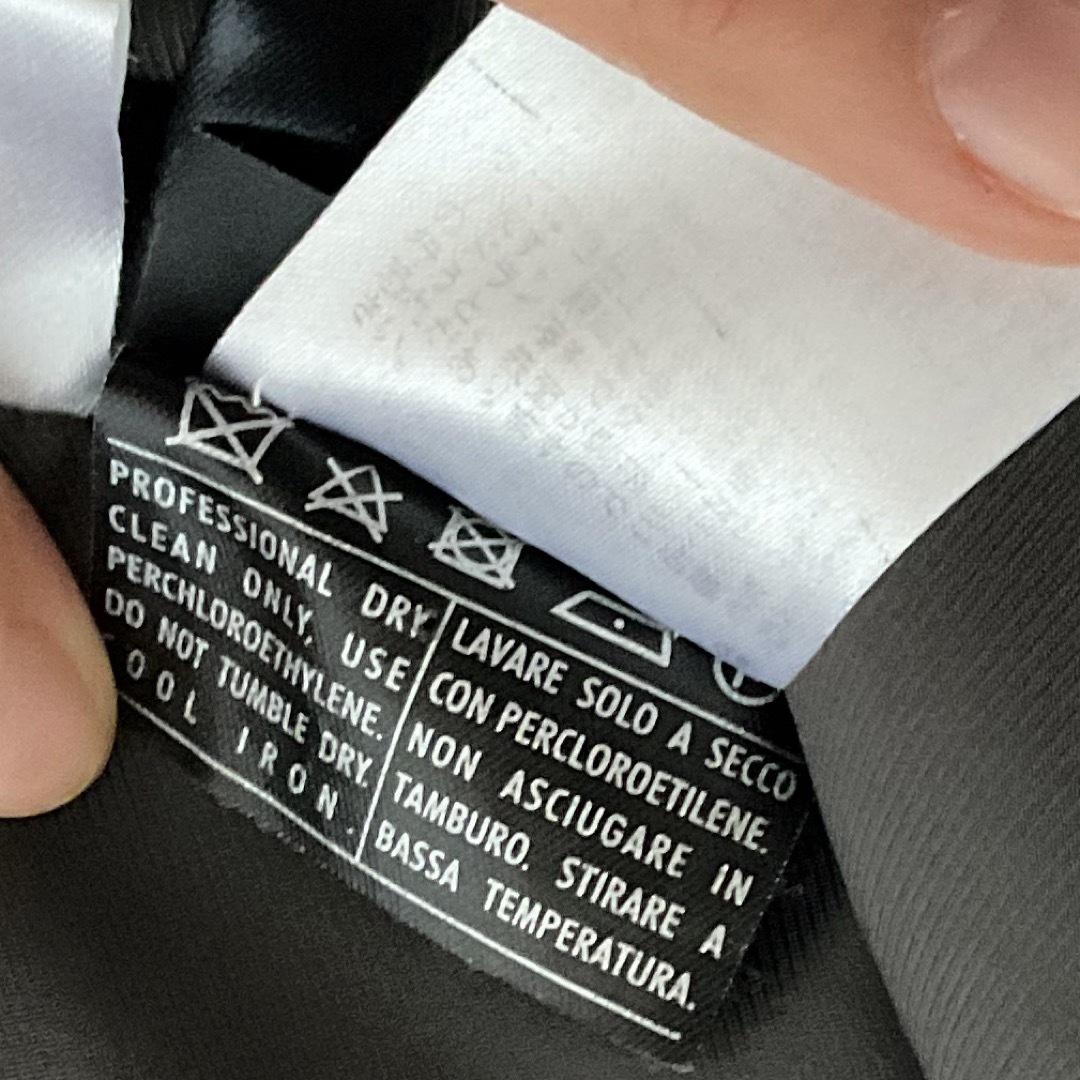 PROFESSIONAL DRY
CLEAN ONLY, USE
PERCHLOROETHYLENE.
DO NOT TUMBLE DRY.
OOL IRON.
LAVARE SOLO A SECCO
CON PERCLOROETILENE.
NON ASCIUGARE IN
TAMBURO. STIRARE A
BASSA TEMPERATURA.